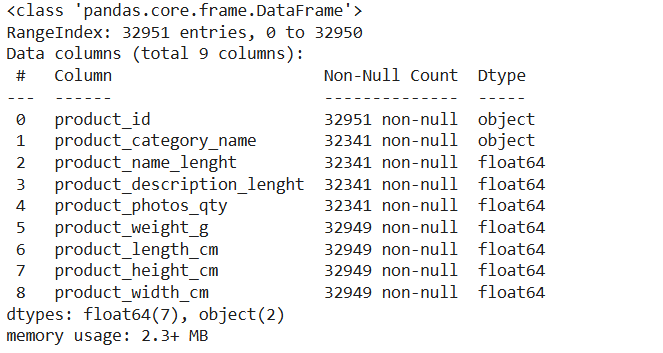 <class 'pandas.core.frame.DataFrame'>
RangeIndex: 32951 entries, 0 to 32950
Data columns (total 9 columns):
 #   Column                      Non-Null Count  Dtype
---  ------                      --------------  -----
 0   product_id                  32951 non-null  object
 1   product_category_name       32341 non-null  object
 2   product_name_lenght         32341 non-null  float64
 3   product_description_lenght  32341 non-null  float64
 4   product_photos_qty          32341 non-null  float64
 5   product_weight_g            32949 non-null  float64
 6   product_length_cm           32949 non-null  float64
 7   product_height_cm           32949 non-null  float64
 8   product_width_cm            32949 non-null  float64
dtypes: float64(7), object(2)
memory usage: 2.3+ MB